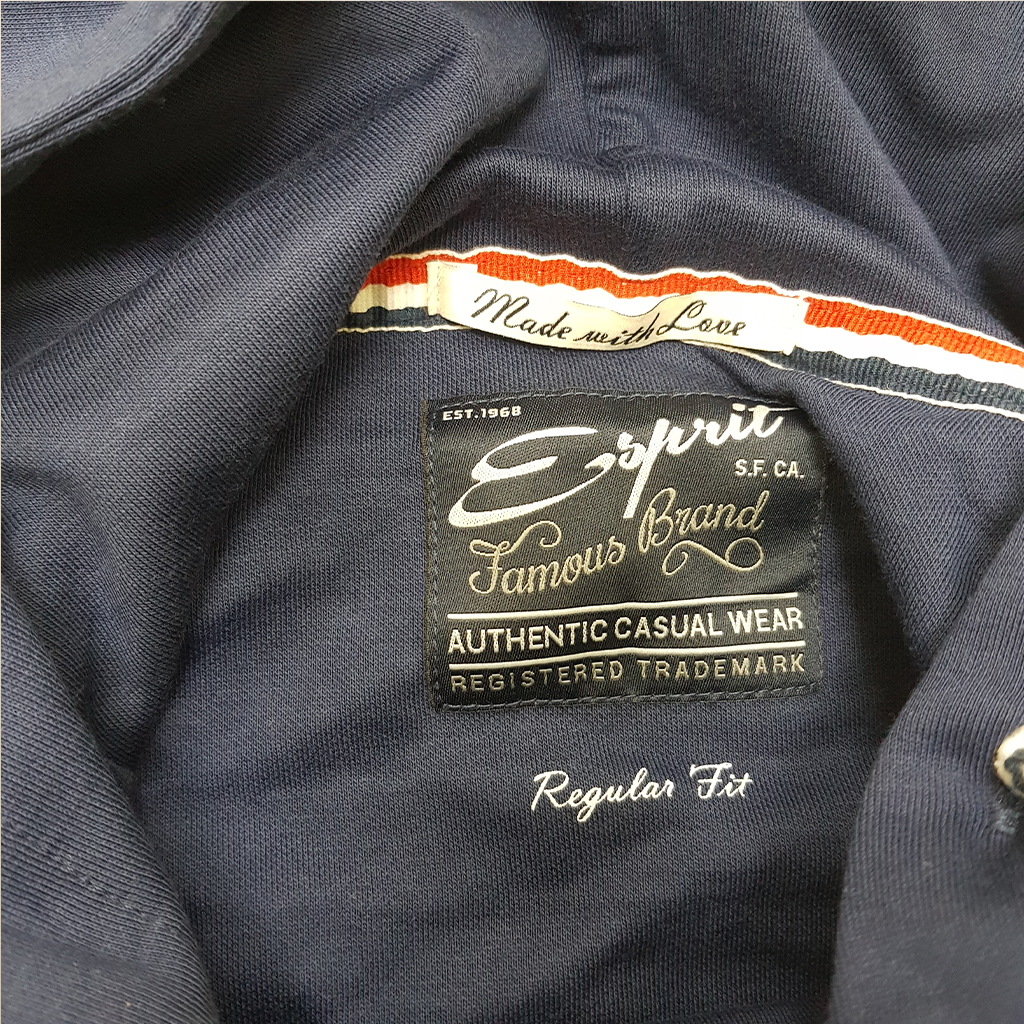 Made with Love
EST.1968
Esprit
S.F. CA.
Famous Brand
AUTHENTIC CASUAL WEAR
REGISTERED TRADEMARK
Regular Fit